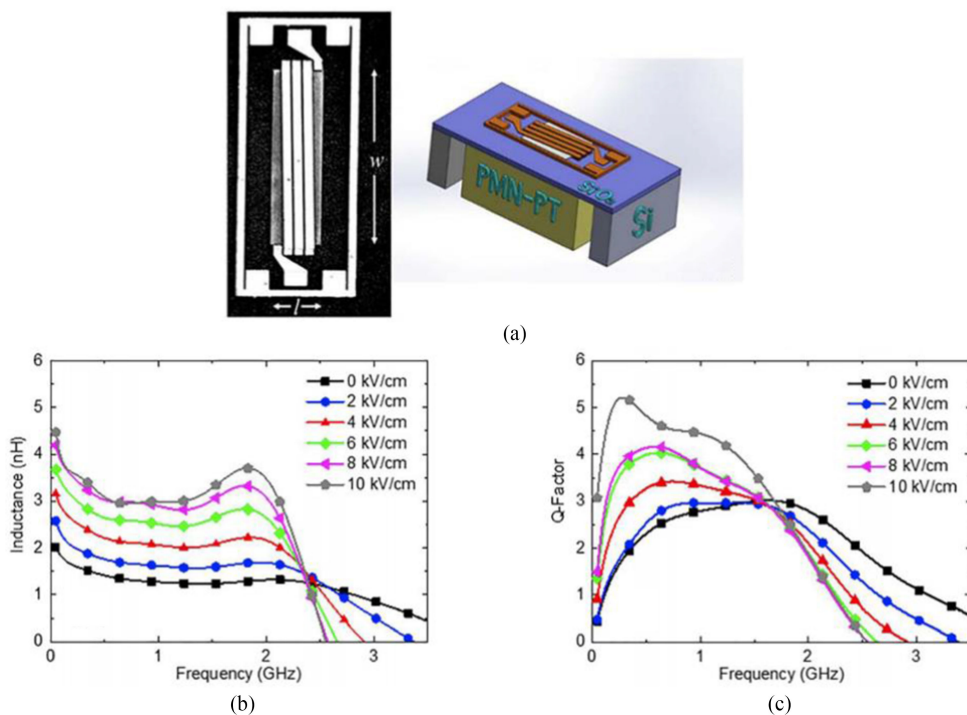 w
l
PMN-PT
SiO₂
Si
(a)
6
5
4
3
2
1
0
Inductance (nH)
0 kV/cm
2 kV/cm
4 kV/cm
6 kV/cm
8 kV/cm
10 kV/cm
0 1 2 3
Frequency (GHz)
(b)
6
5
4
3
2
1
0
Q-Factor
0 kV/cm
2 kV/cm
4 kV/cm
6 kV/cm
8 kV/cm
10 kV/cm
0 1 2 3
Frequency (GHz)
(c)